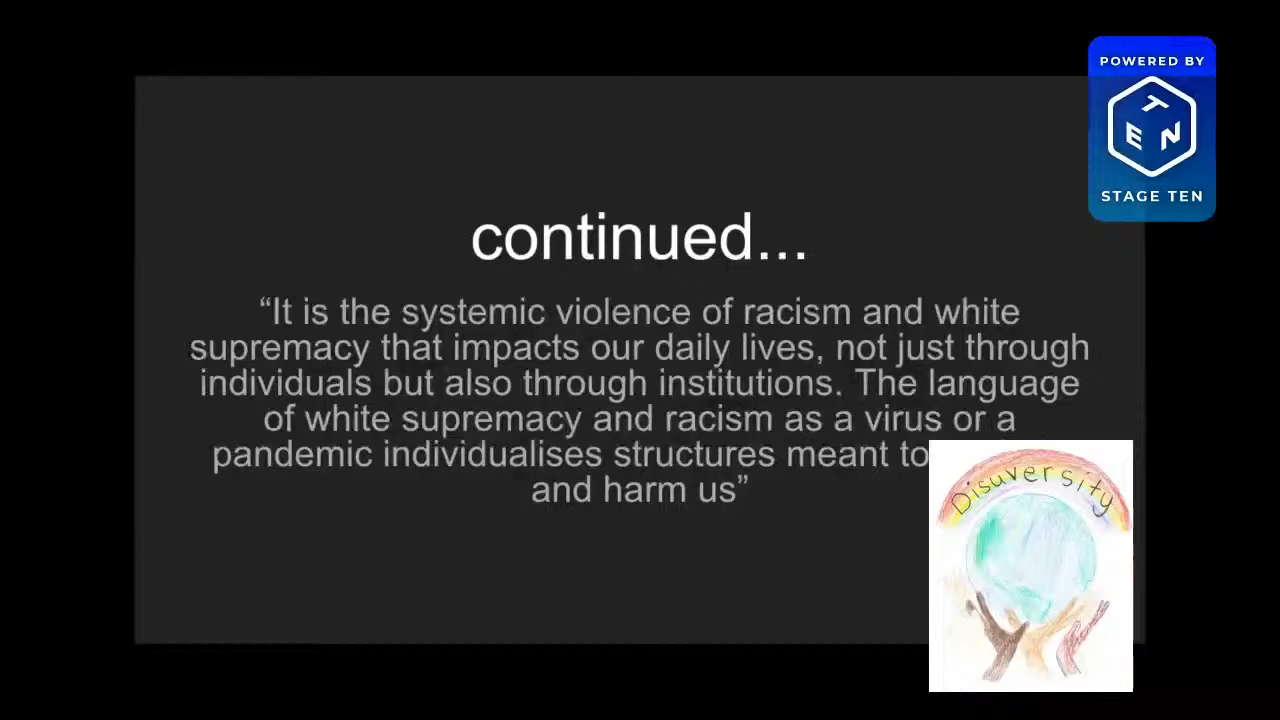 POWERED BY
TEN
STAGE TEN
continued...
“It is the systemic violence of racism and white
supremacy that impacts our daily lives, not just through
individuals but also through institutions. The language
of white supremacy and racism as a virus or a
pandemic individualises structures meant to
and harm us”
Disuversity